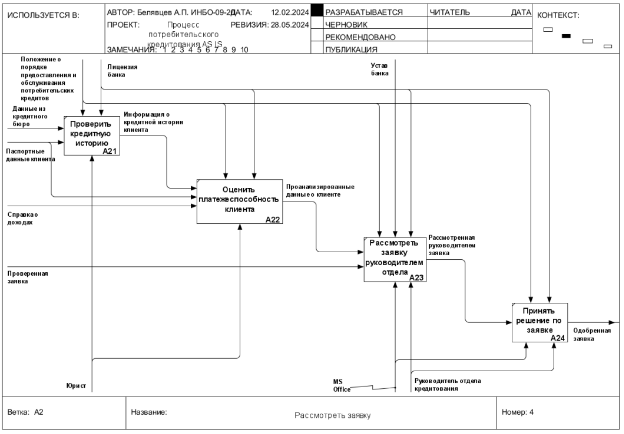 ИСПОЛЬЗУЕТСЯ В:
АВТОР: Белявцев А.П. ИНБО-09-20
ДАТА: 12.02.2024
ПРОЕКТ: Процесс
потребительского
кредитования AS IS
РЕВИЗИЯ: 28.05.2024
ЗАМЕЧАНИЯ: 1 2 3 4 5 6 7 8 9 10
РАЗРАБАТЫВАЕТСЯ
ЧЕРНОВИК
РЕКОМЕНДОВАНО
ПУБЛИКАЦИЯ
ЧИТАТЕЛЬ
ДАТА
КОНТЕКСТ:
Положение о
порядке
предоставления и
обслуживания
потребительских
кредитов
Лицензия
банка
Устав
банка
Данные из
кредитного
бюро
Паспортные
данные клиента
Проверить
кредитную
историю
A21
Информация о
кредитной истории
клиента
Оценить
платежеспособность
клиента
A22
Проанализированные
данные о клиенте
Справка о
доходах
Рассмотреть
заявку
руководителем
отдела
A23
Рассмотренная
руководителем
заявка
Проверенная
заявка
Принять
решение по
заявке
A24
Одобренная
заявка
Юрист
MS
Office
Руководитель отдела
кредитования
Ветка: A2
Название:
Рассмотреть заявку
Номер: 4